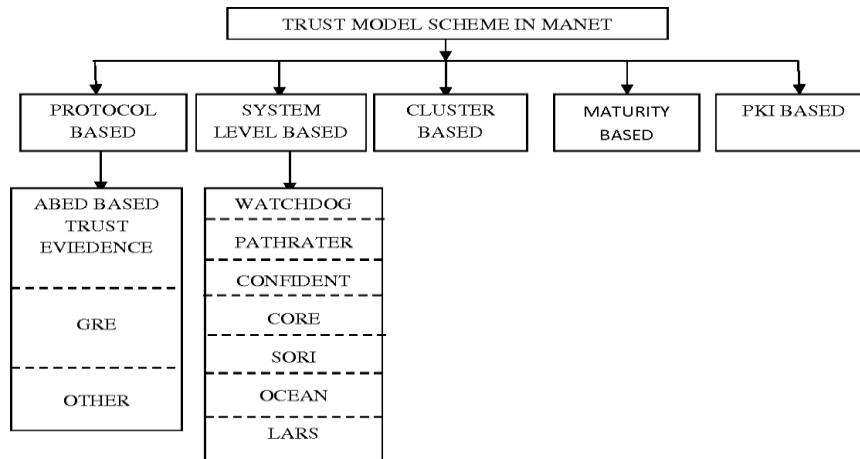 TRUST MODEL SCHEME IN MANET
PROTOCOL
BASED
SYSTEM
LEVEL BASED
CLUSTER
BASED
MATURITY
BASED
PKI BASED
ABED BASED
TRUST
EVIEDENCE
GRE
OTHER
WATCHDOG
PATHRATER
CONFIDENT
CORE
SORI
OCEAN
LARS